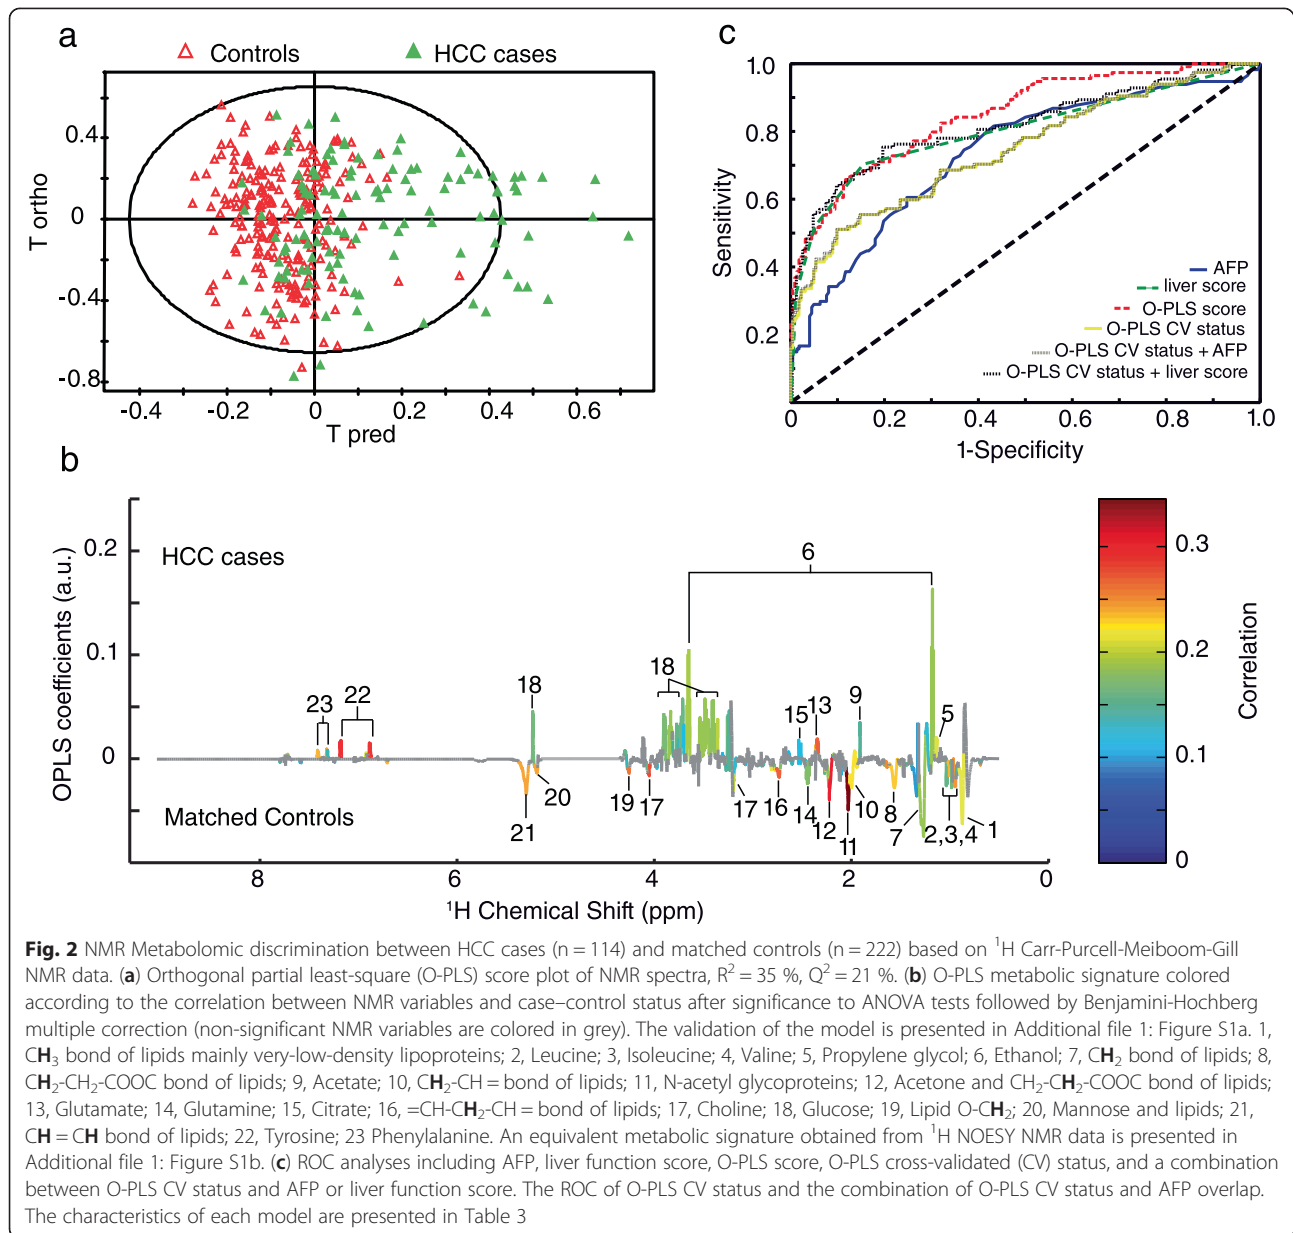 a
Controls
HCC cases
T ortho
0.4
0
-0.4
-0.8
-0.4
-0.2
0
0.2
0.4
0.6
T pred
c
Sensitivity
1.0
0.8
0.6
0.4
0.2
0
0.2
0.4
0.6
0.8
1.0
1-Specificity
AFP
liver score
O-PLS score
O-PLS CV status
O-PLS CV status + AFP
O-PLS CV status + liver score
b
OPLS coefficients (a.u.)
0.2
0.1
0
HCC cases
Matched Controls
6
18
18
23
22
15
13
9
5
21
20
19
17
17
16
14
12
11
10
8
7
2,3,4
1
8
6
4
2
0
¹H Chemical Shift (ppm)
0.3
0.2
0.1
0
Correlation
Fig. 2 NMR Metabolomic discrimination between HCC cases (n = 114) and matched controls (n = 222) based on ¹H Carr-Purcell-Meiboom-Gill
NMR data. (a) Orthogonal partial least-square (O-PLS) score plot of NMR spectra, R² = 35 %, Q² = 21 %. (b) O-PLS metabolic signature colored
according to the correlation between NMR variables and case–control status after significance to ANOVA tests followed by Benjamini-Hochberg
multiple correction (non-significant NMR variables are colored in grey). The validation of the model is presented in Additional file 1: Figure S1a. 1,
CH₃ bond of lipids mainly very-low-density lipoproteins; 2, Leucine; 3, Isoleucine; 4, Valine; 5, Propylene glycol; 6, Ethanol; 7, CH₂ bond of lipids; 8,
CH₂-CH₂-COOC bond of lipids; 9, Acetate; 10, CH₂-CH = bond of lipids; 11, N-acetyl glycoproteins; 12, Acetone and CH₂-CH₂-COOC bond of lipids;
13, Glutamate; 14, Glutamine; 15, Citrate; 16, =CH-CH₂-CH = bond of lipids; 17, Choline; 18, Glucose; 19, Lipid O-CH₂; 20, Mannose and lipids; 21,
CH = CH bond of lipids; 22, Tyrosine; 23 Phenylalanine. An equivalent metabolic signature obtained from ¹H NOESY NMR data is presented in
Additional file 1: Figure S1b. (c) ROC analyses including AFP, liver function score, O-PLS score, O-PLS cross-validated (CV) status, and a combination
between O-PLS CV status and AFP or liver function score. The ROC of O-PLS CV status and the combination of O-PLS CV status and AFP overlap.
The characteristics of each model are presented in Table 3